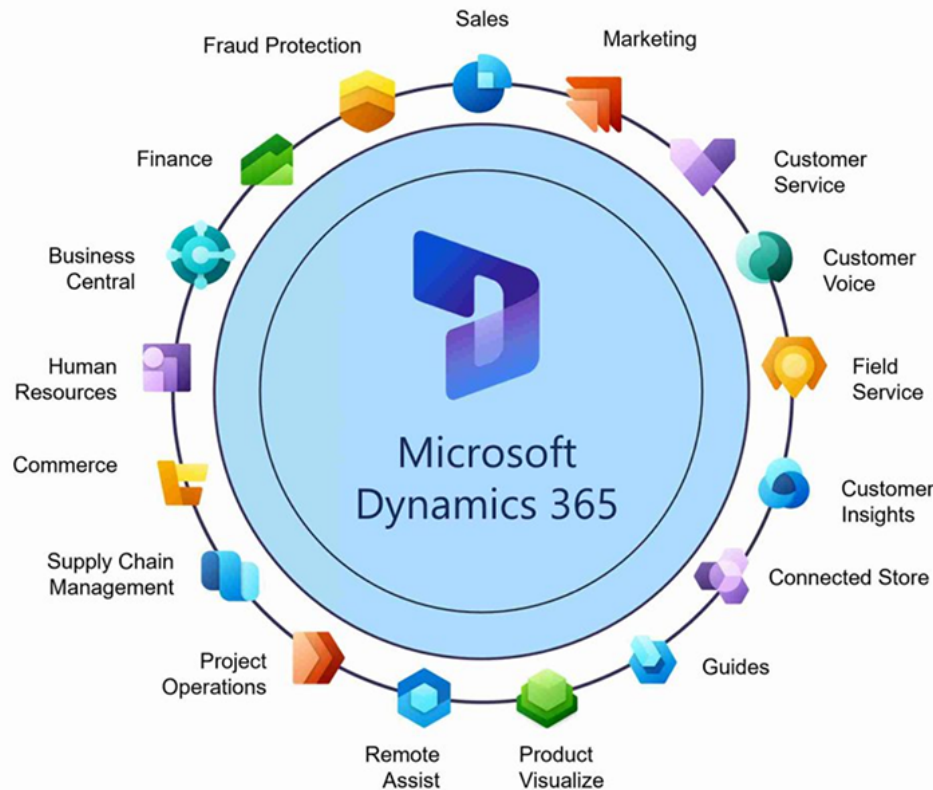 Sales
Marketing
Customer
Service
Customer
Voice
Field
Service
Customer
Insights
Connected Store
Guides
Product
Visualize
Remote
Assist
Project
Operations
Supply Chain
Management
Commerce
Human
Resources
Business
Central
Finance
Fraud Protection
Microsoft
Dynamics 365